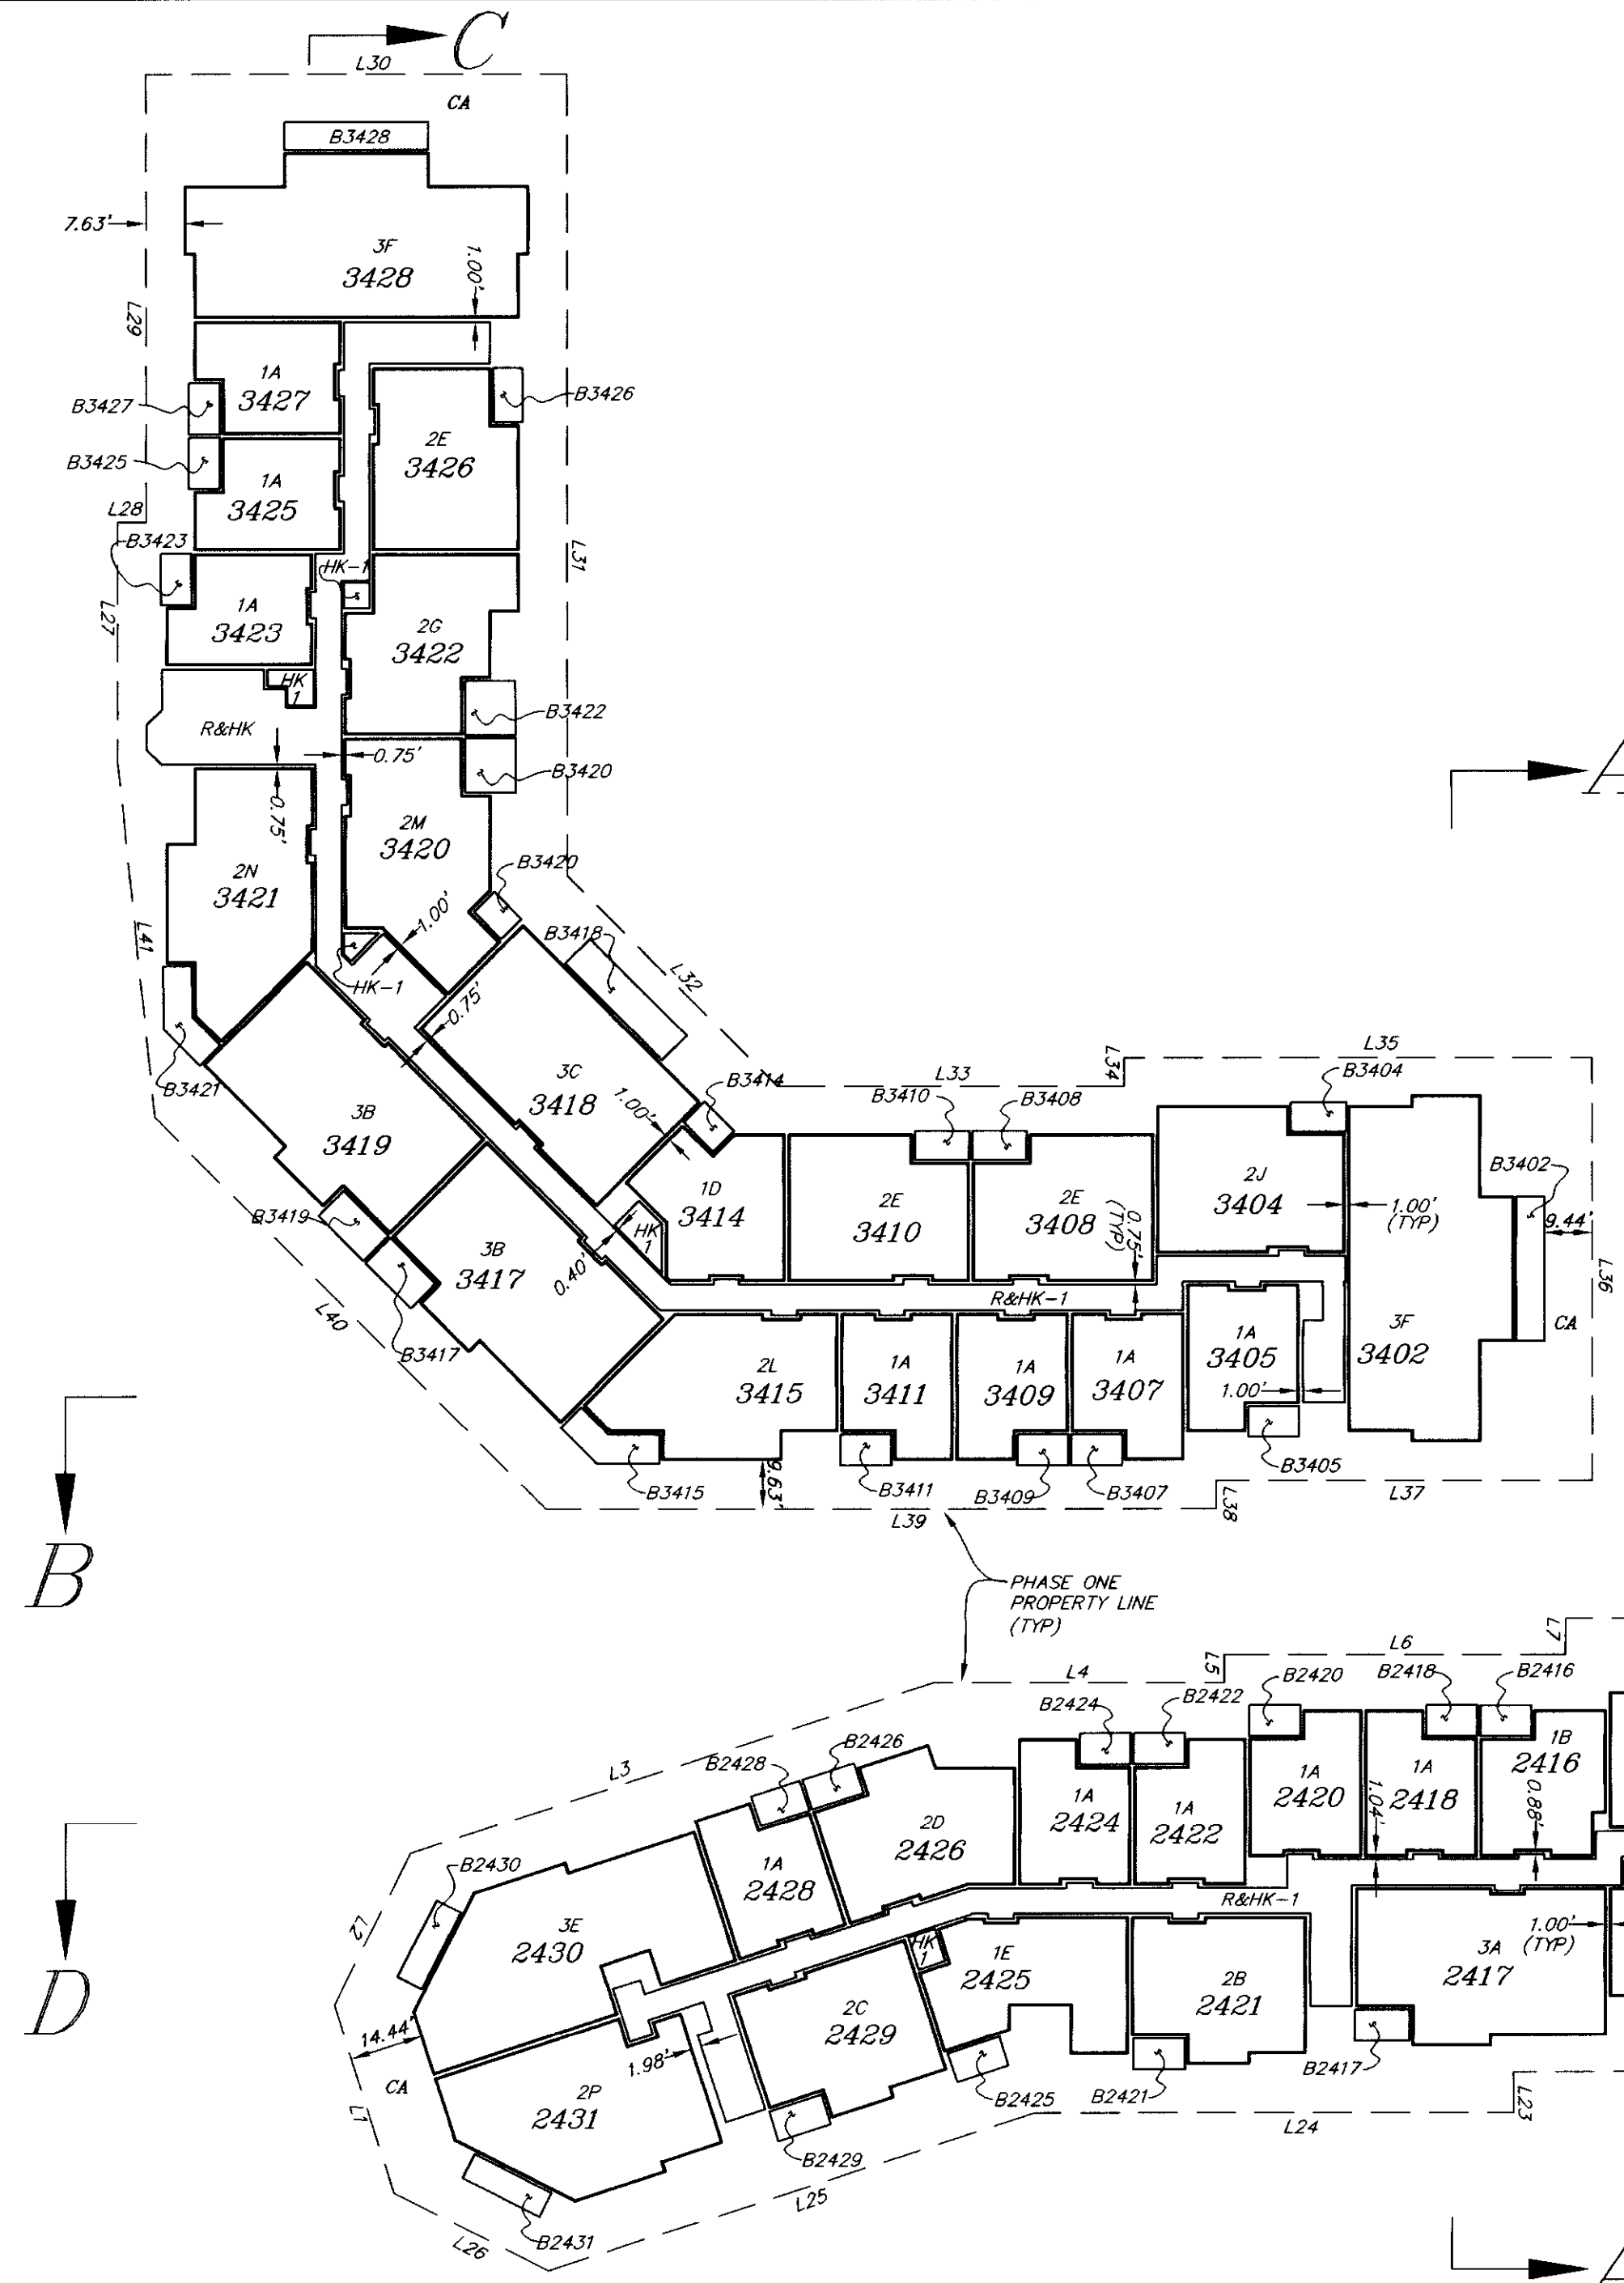 C
L30
CA
B3428
7.63'
3F
3428
1.00'
L29
1A
3427
B3427
B3426
2E
3426
B3425
1A
3425
L28
B3423
L31
HK-1
1A
3423
L27
2G
3422
HK
1
B3422
R&HK
0.75'
B3420
A
0.75'
2M
3420
B3420
2N
3421
1.00'
B3418
L41
L32
HK-1
0.75'
L35
L34
L33
B3404
B3421
3C
3418
B3414
1.00'
B3410
B3408
3B
3419
B3402
2J
3404
1D
3414
2E
3410
2E
3408
0.75'
(TYP)
1.00'
(TYP)
9.44'
B3419
HK
1
3B
3417
0.40'
L36
R&HK-1
L40
CA
3F
3402
1A
3405
B3417
2L
3415
1A
3411
1A
3409
1A
3407
1.00'
B
9.63'
B3405
B3415
B3411
B3409
B3407
L38
L37
L39
PHASE ONE
PROPERTY LINE
(TYP)
L7
L6
L5
L4
B2420
B2418
B2416
B2424
B2422
L3
B2428
B2426
1B
2416
1A
2420
1.04'
1A
2418
0.88'
1A
2424
1A
2422
2D
2426
B2430
1A
2428
R&HK-1
L2
3E
2430
HK
1
1E
2425
1.00'
(TYP)
3A
2417
D
2B
2421
2C
2429
14.44'
1.98'
B2417
CA
2P
2431
B2425
B2421
L23
L1
L24
B2429
L25
B2431
L26
A